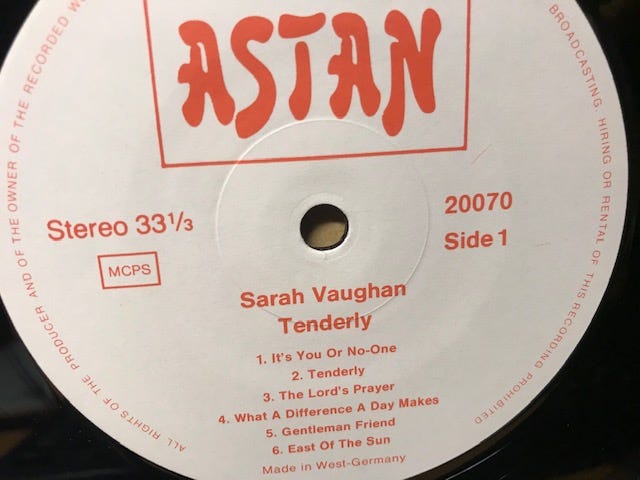 ASTAN
Stereo 33⅓
MCPS
20070
Side 1
Sarah Vaughan
Tenderly
1. It's You Or No-One
2. Tenderly
3. The Lord's Prayer
4. What A Difference A Day Makes
5. Gentleman Friend
6. East Of The Sun
Made in West-Germany
ALL RIGHTS OF THE PRODUCER AND OF THE OWNER OF THE RECORDED
BROADCASTING. HIRING OR RENTAL OF THIS RECORDING PROHIBITED